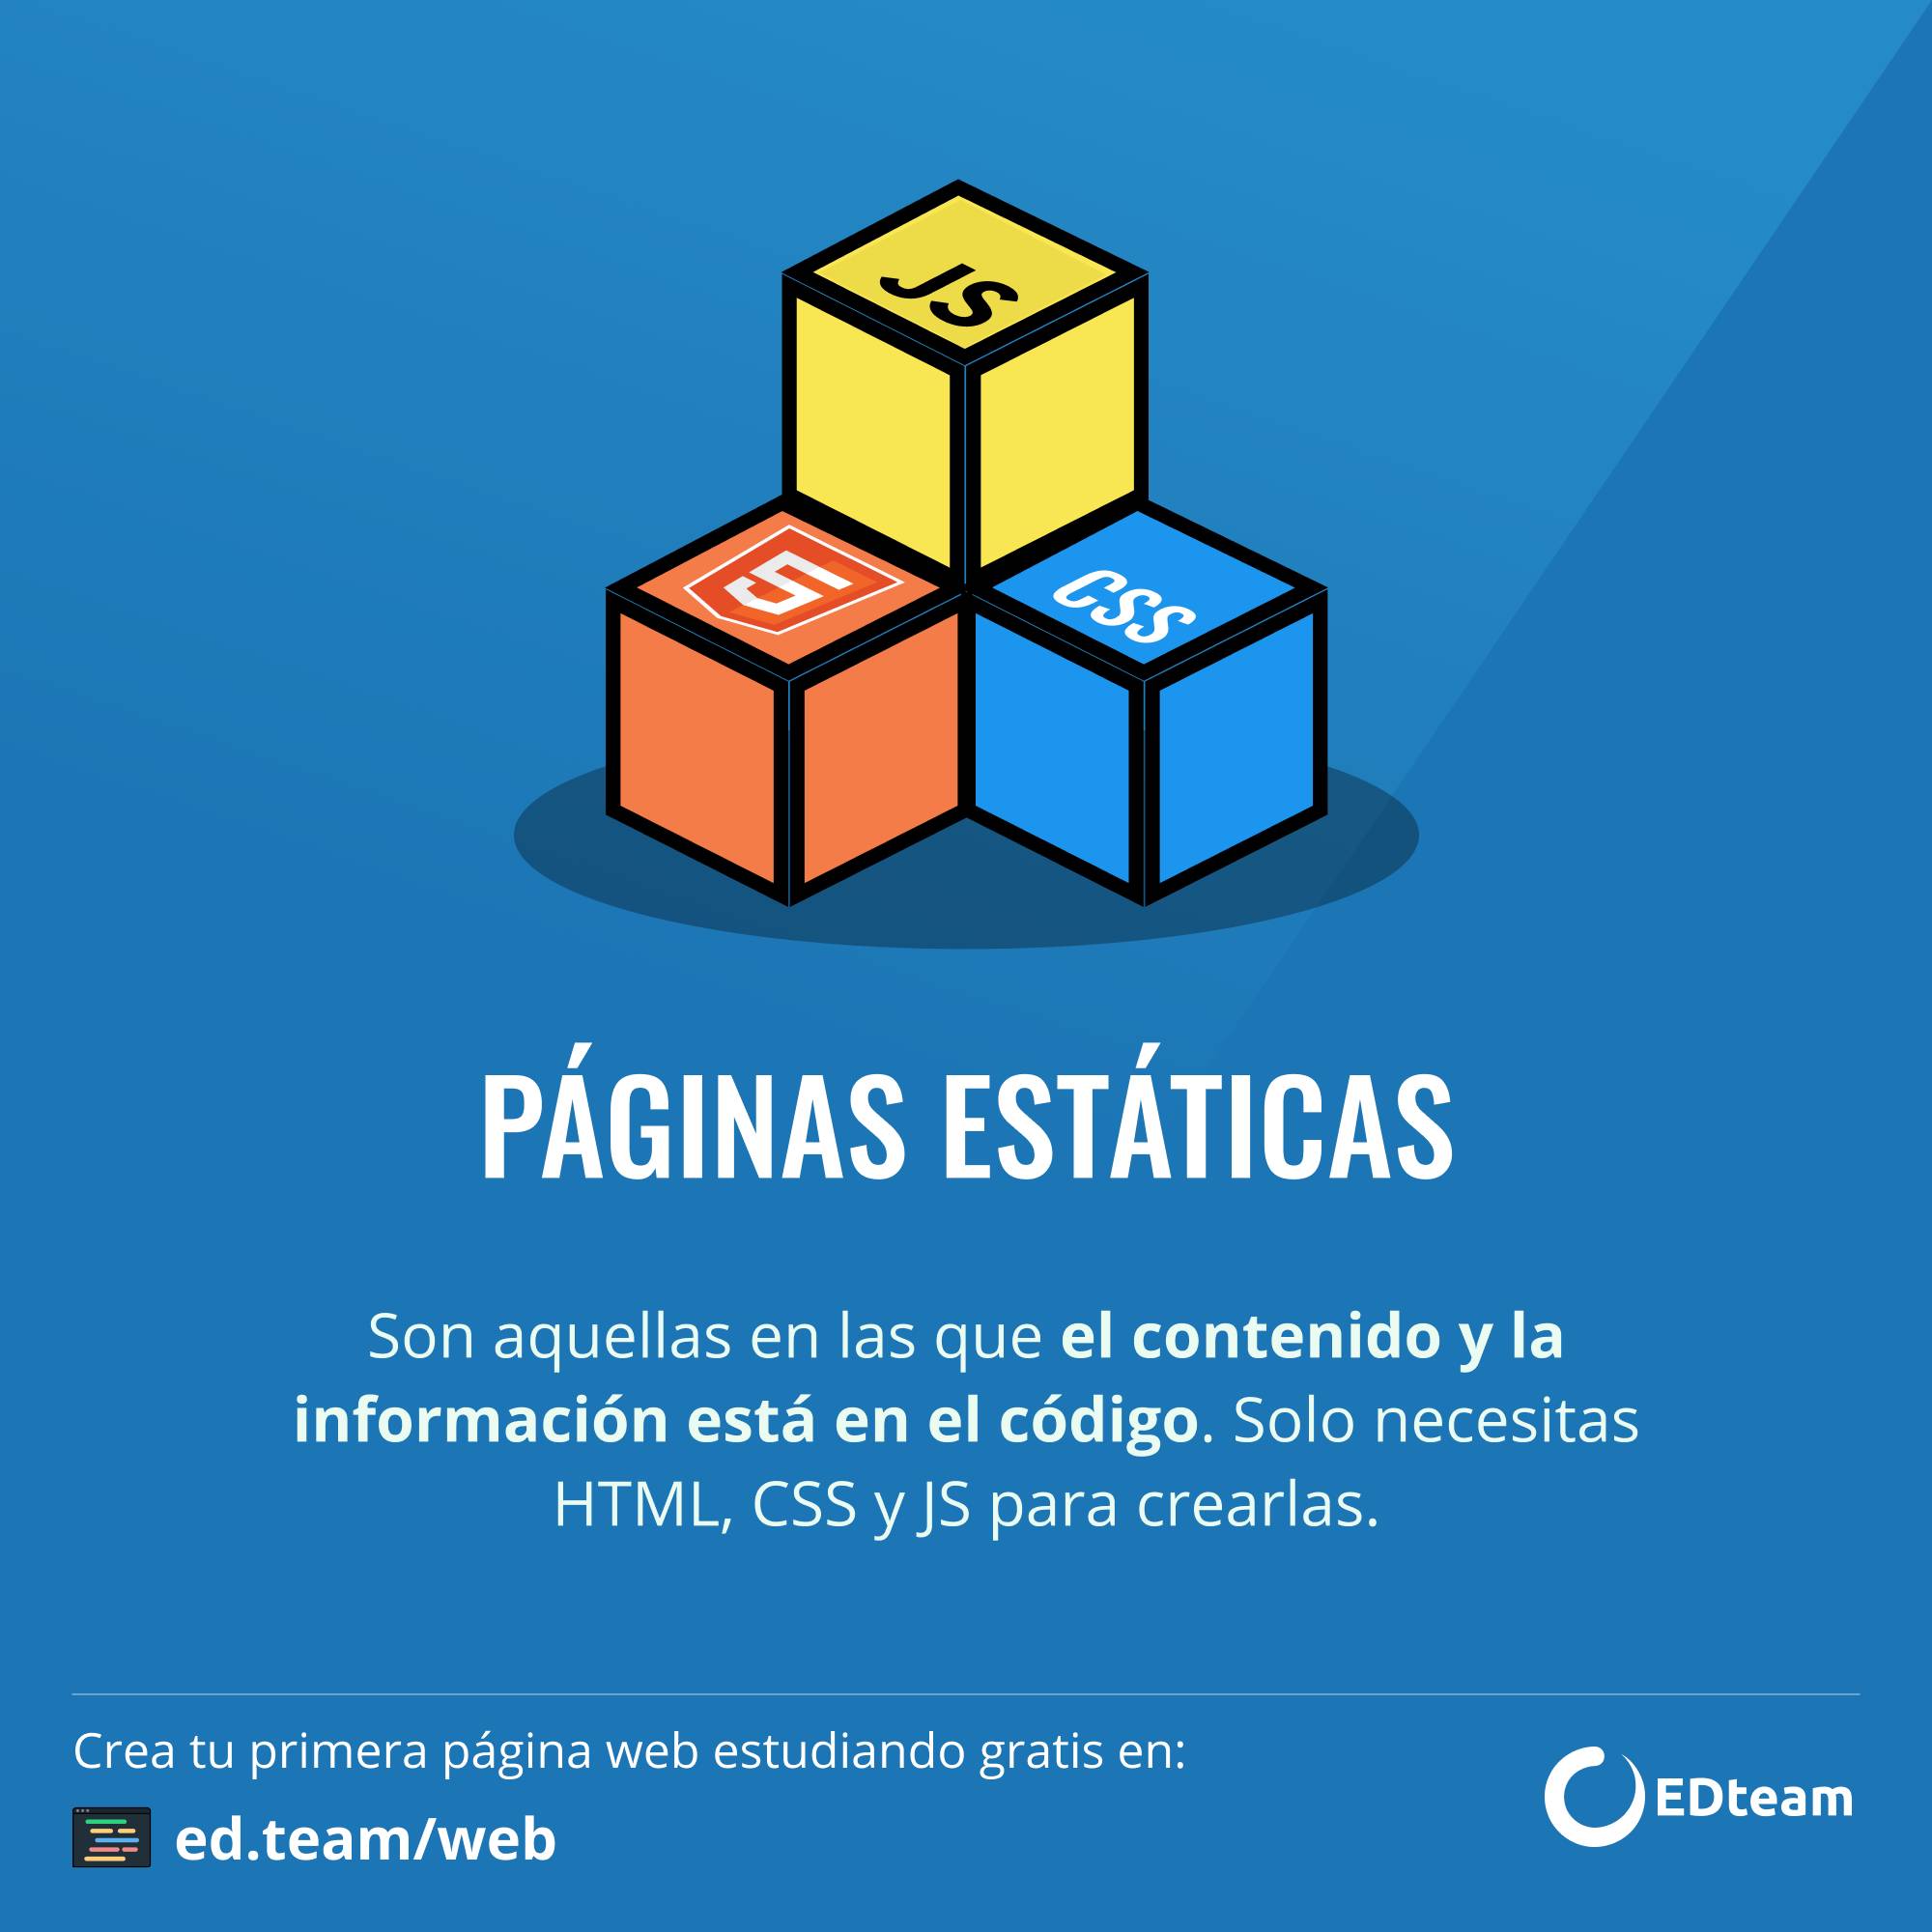 JS
5
CSS
PÁGINAS ESTÁTICAS
Son aquellas en las que el contenido y la
información está en el código. Solo necesitas
HTML, CSS y JS para crearlas.
Crea tu primera página web estudiando gratis en:
ed.team/web
EDteam